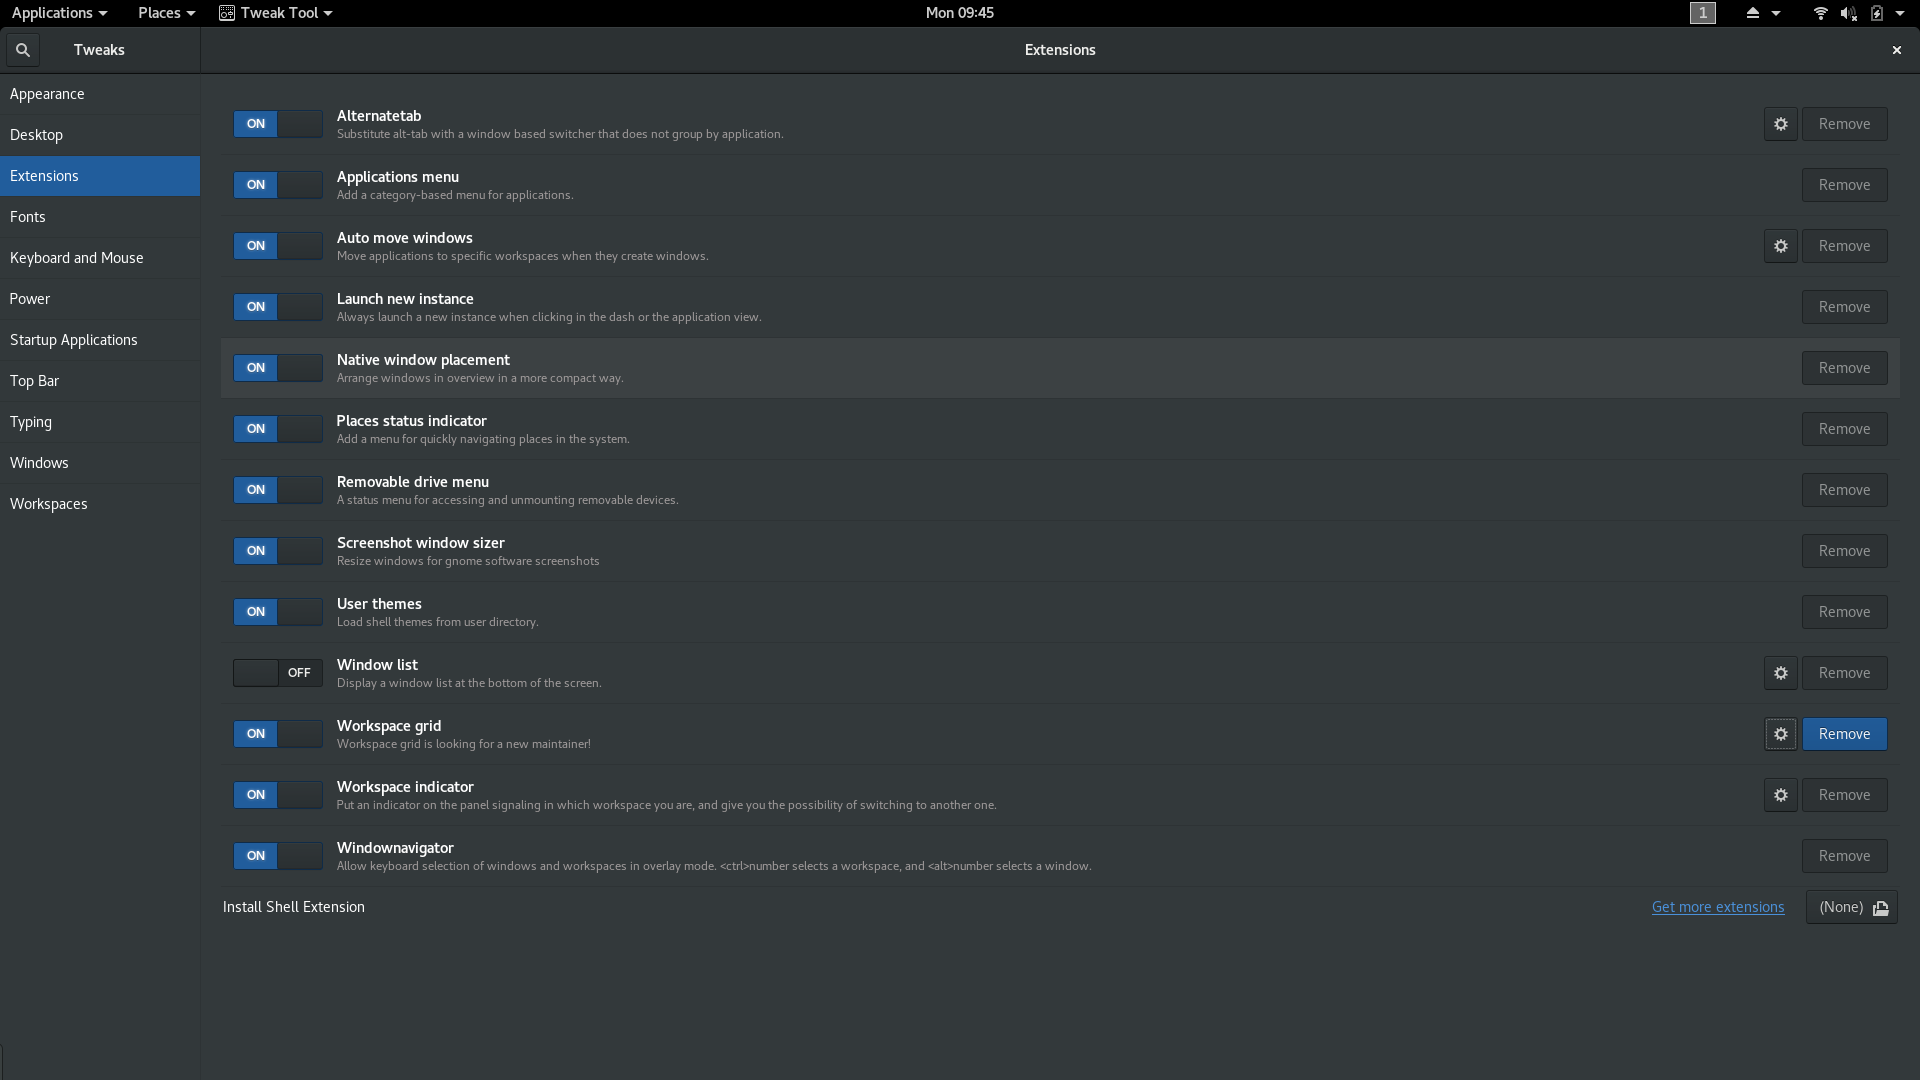 Applications Places Tweak Tool Mon 09:45 1
Tweaks Extensions
Appearance
Desktop
Extensions
Fonts
Keyboard and Mouse
Power
Startup Applications
Top Bar
Typing
Windows
Workspaces
ON Alternatetab Remove
Substitute alt-tab with a window based switcher that does not group by application.
ON Applications menu Remove
Add a category-based menu for applications.
ON Auto move windows Remove
Move applications to specific workspaces when they create windows.
ON Launch new instance Remove
Always launch a new instance when clicking in the dash or the application view.
ON Native window placement Remove
Arrange windows in overview in a more compact way.
ON Places status indicator Remove
Add a menu for quickly navigating places in the system.
ON Removable drive menu Remove
A status menu for accessing and unmounting removable devices.
ON Screenshot window sizer Remove
Resize windows for gnome software screenshots
ON User themes Remove
Load shell themes from user directory.
OFF Window list Remove
Display a window list at the bottom of the screen.
ON Workspace grid Remove
Workspace grid is looking for a new maintainer!
ON Workspace indicator Remove
Put an indicator on the panel signaling in which workspace you are, and give you the possibility of switching to another one.
ON Windownavigator Remove
Allow keyboard selection of windows and workspaces in overlay mode. <ctrl>number selects a workspace, and <alt>number selects a window.
Install Shell Extension Get more extensions (None)